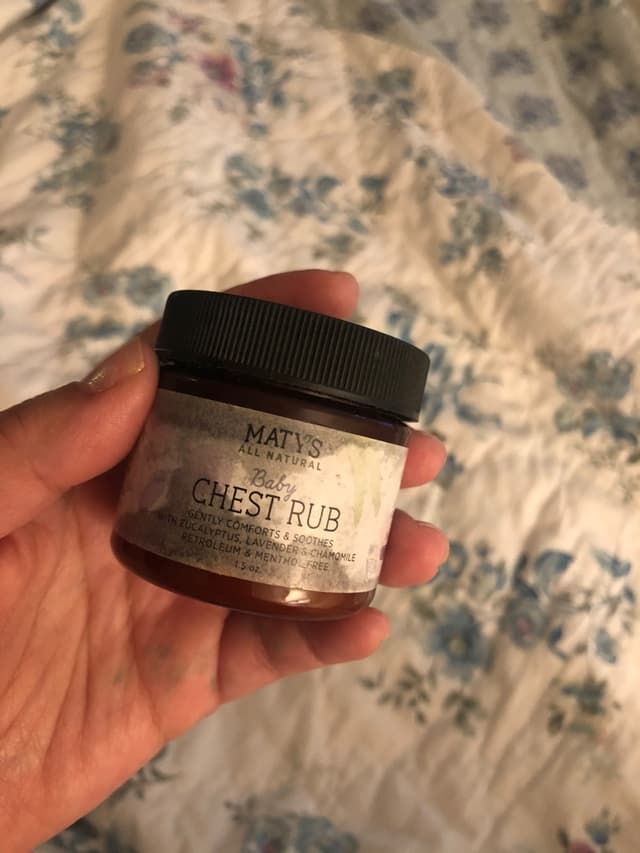 MATY'S
ALL NATURAL
Baby
CHEST RUB
GENTLY COMFORTS & SOOTHES
WITH EUCALYPTUS, LAVENDER & CHAMOMILE
PETROLEUM & MENTHOL FREE
1.5 oz.